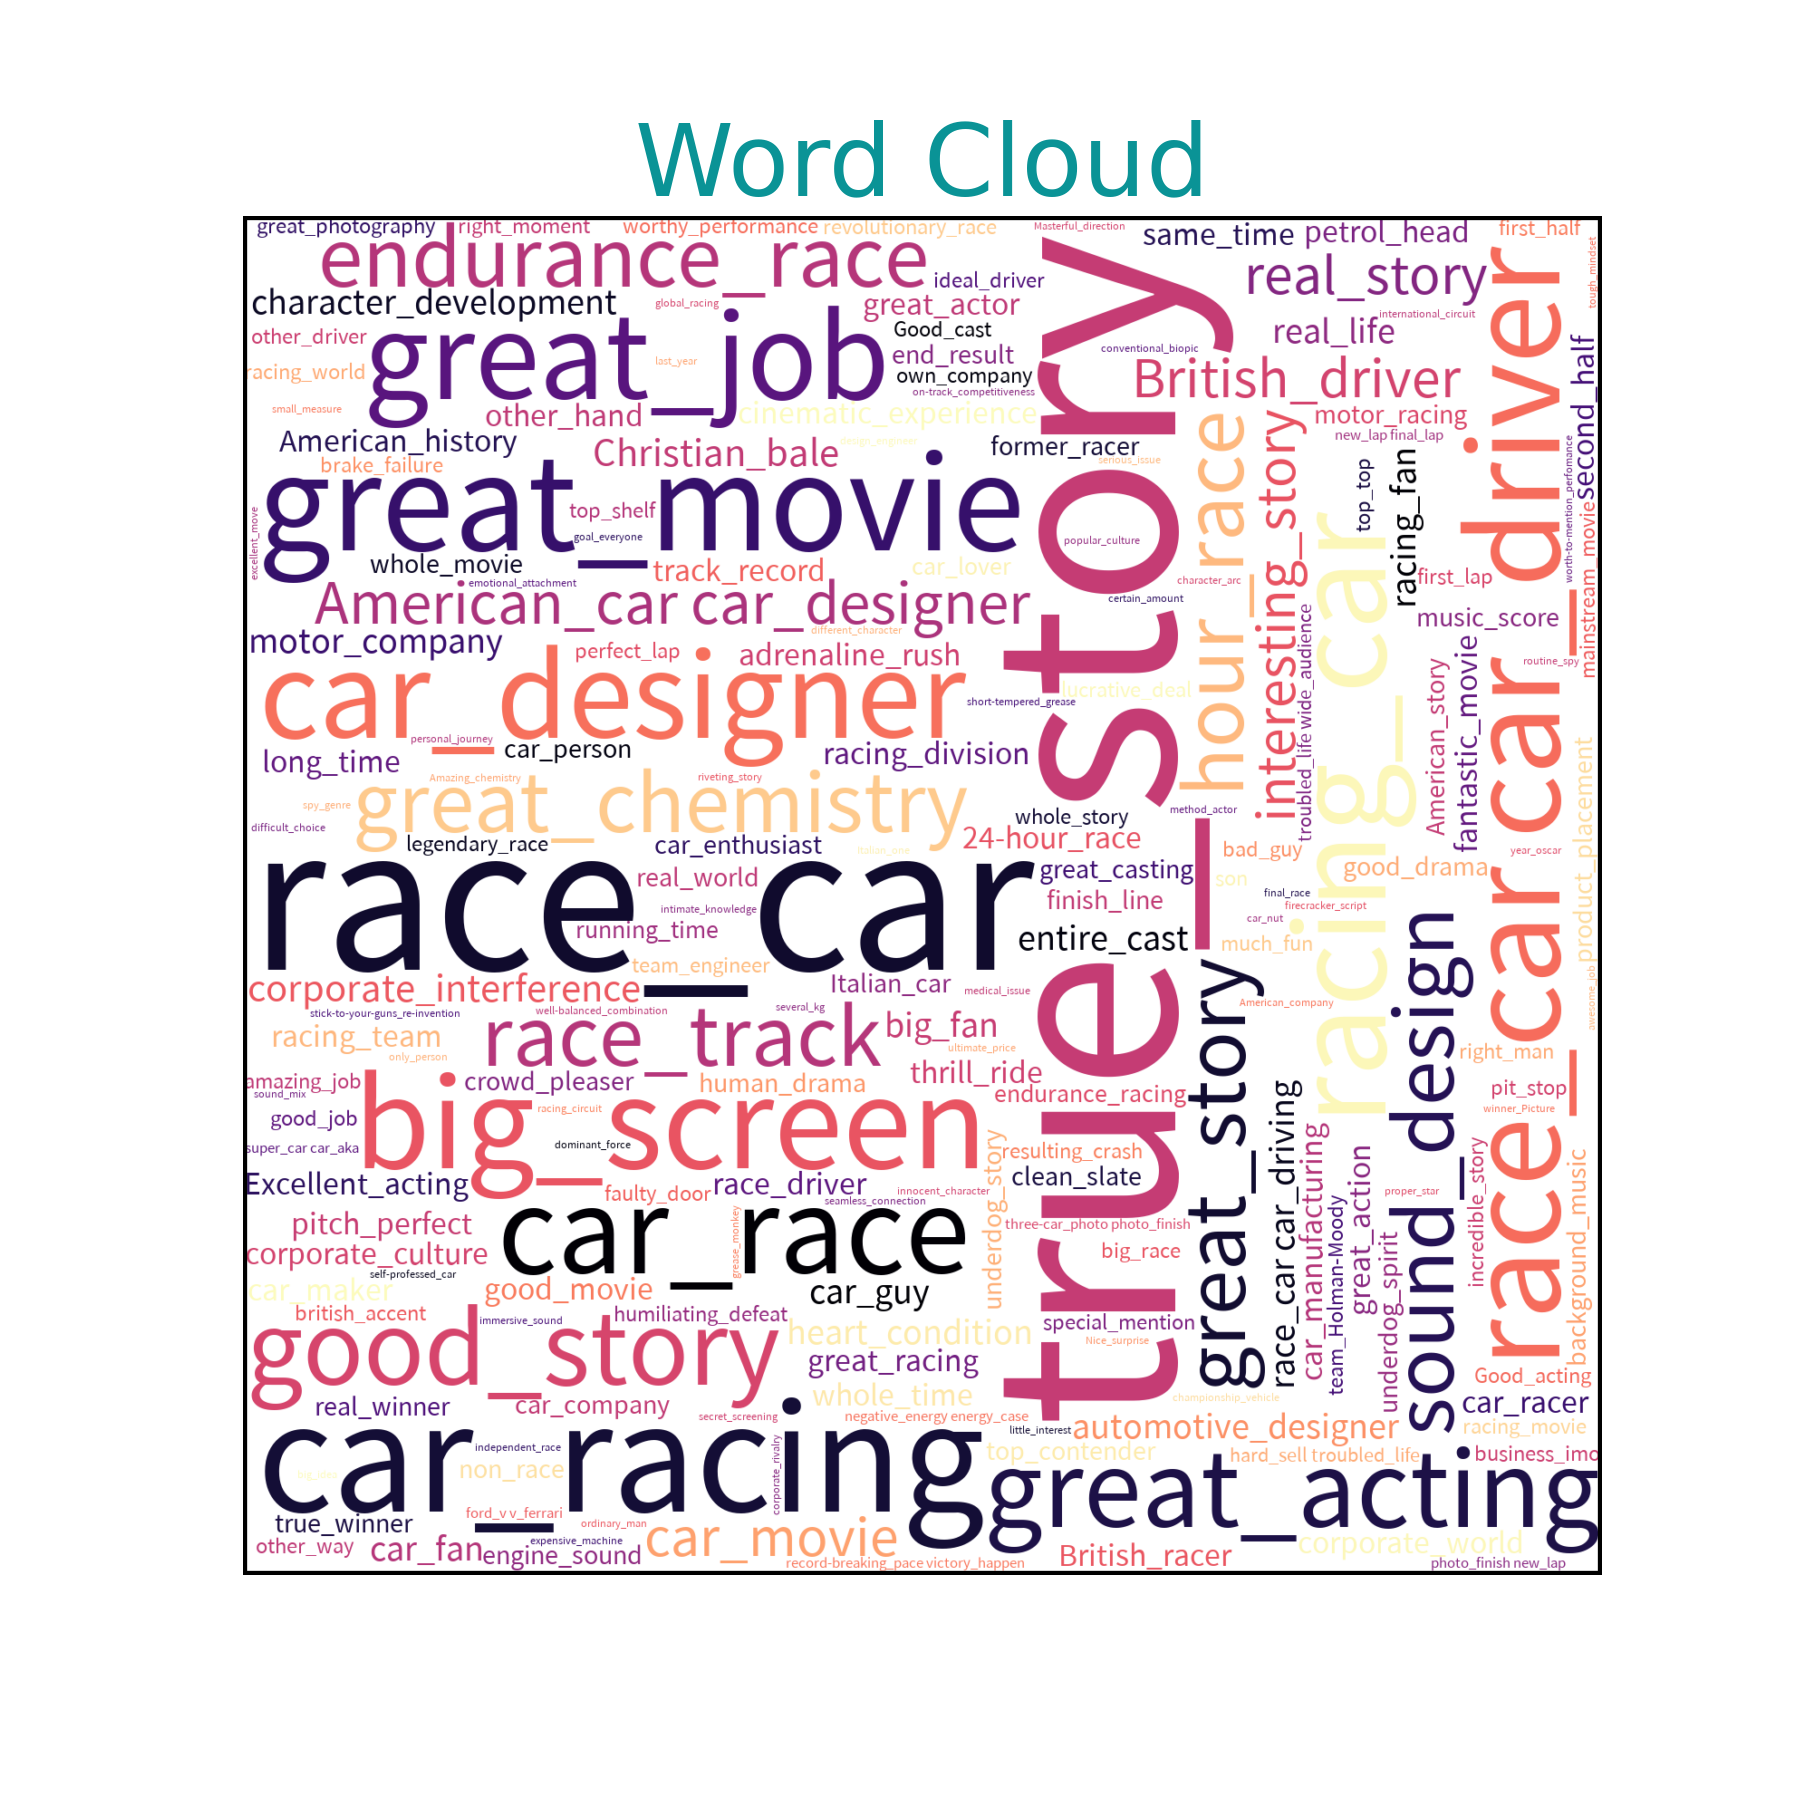 Word Cloud
great_photography
right_moment
worthy_performance
revolutionary_race
Masterful_direction
same_time
petrol_head
first_half
endurance_race
ideal_driver
real_story
tough_mindset
character_development
global_racing
great_actor
international_circuit
other_driver
great_job
Good_cast
real_life
end_result
conventional_biopic
racing_world
last_year
own_company
British_driver
second_half
on-track_competitiveness
small_measure
other_hand
cinematic_experience
motor_racing
American_history
design_engineer
new_lap final_lap
Christian_bale
former_racer
brake_failure
serious_issue
great_movie
top_shelf
goal_everyone
excellent_move
popular_culture
true_story
hour_race
interesting_story
top_top
racing_fan
race_car car_driver
worth-to-mention_perfomance
mainstream_movie
whole_movie
track_record
car_lover
emotional_attachment
character_arc
first_lap
American_car car_designer
certain_amount
different_character
music_score
motor_company
perfect_lap
adrenaline_rush
routine_spy
car_designer
lucrative_deal
short-tempered_grease
troubled_life wide_audience
racing_car
American_story
fantastic_movie
product_placement
personal_journey
car_person
racing_division
long_time
Amazing_chemistry
riveting_story
great_chemistry
spy_genre
method_actor
whole_story
difficult_choice
legendary_race
car_enthusiast
Italian_one
24-hour_race
bad_guy
year_oscar
race_car
real_world
great_casting
son
good_drama
final_race
finish_line
firecracker_script
intimate_knowledge
car_nut
running_time
entire_cast
much_fun
team_engineer
corporate_interference
Italian_car
medical_issue
awesome_job
American_company
stick-to-your-guns_re-invention
well-balanced_combination
several_kg
racing_team
race_track
big_fan
great_story
sound_design
only_person
ultimate_price
right_man
amazing_job
crowd_pleaser
human_drama
thrill_ride
sound_mix
endurance_racing
pit_stop
good_job
big_screen
racing_circuit
winner_Picture
super_car car_aka
dominant_force
underdog_story
resulting_crash
race_car car_driving
car_manufacturing
great_action
incredible_story
background_music
Excellent_acting
faulty_door
race_driver
innocent_character
clean_slate
proper_star
seamless_connection
team_Holman-Moody
underdog_spirit
pitch_perfect
car_race
grease_monkey
three-car_photo photo_finish
corporate_culture
big_race
self-professed_car
car_maker
good_movie
car_guy
british_accent
immersive_sound
humiliating_defeat
special_mention
good_story
heart_condition
Nice_surprise
great_racing
Good_acting
whole_time
championship_vehicle
real_winner
car_company
car_racer
secret_screening
negative_energy energy_case
little_interest
automotive_designer
racing_movie
car_racing
independent_race
corporate_rivalry
top_contender
hard_sell troubled_life
business_imo
non_race
great_acting
ford_v v_ferrari
true_winner
ordinary_man
car_movie
expensive_machine
corporate_world
other_way
car_fan
engine_sound
British_racer
record-breaking_pace victory_happen
photo_finish new_lap